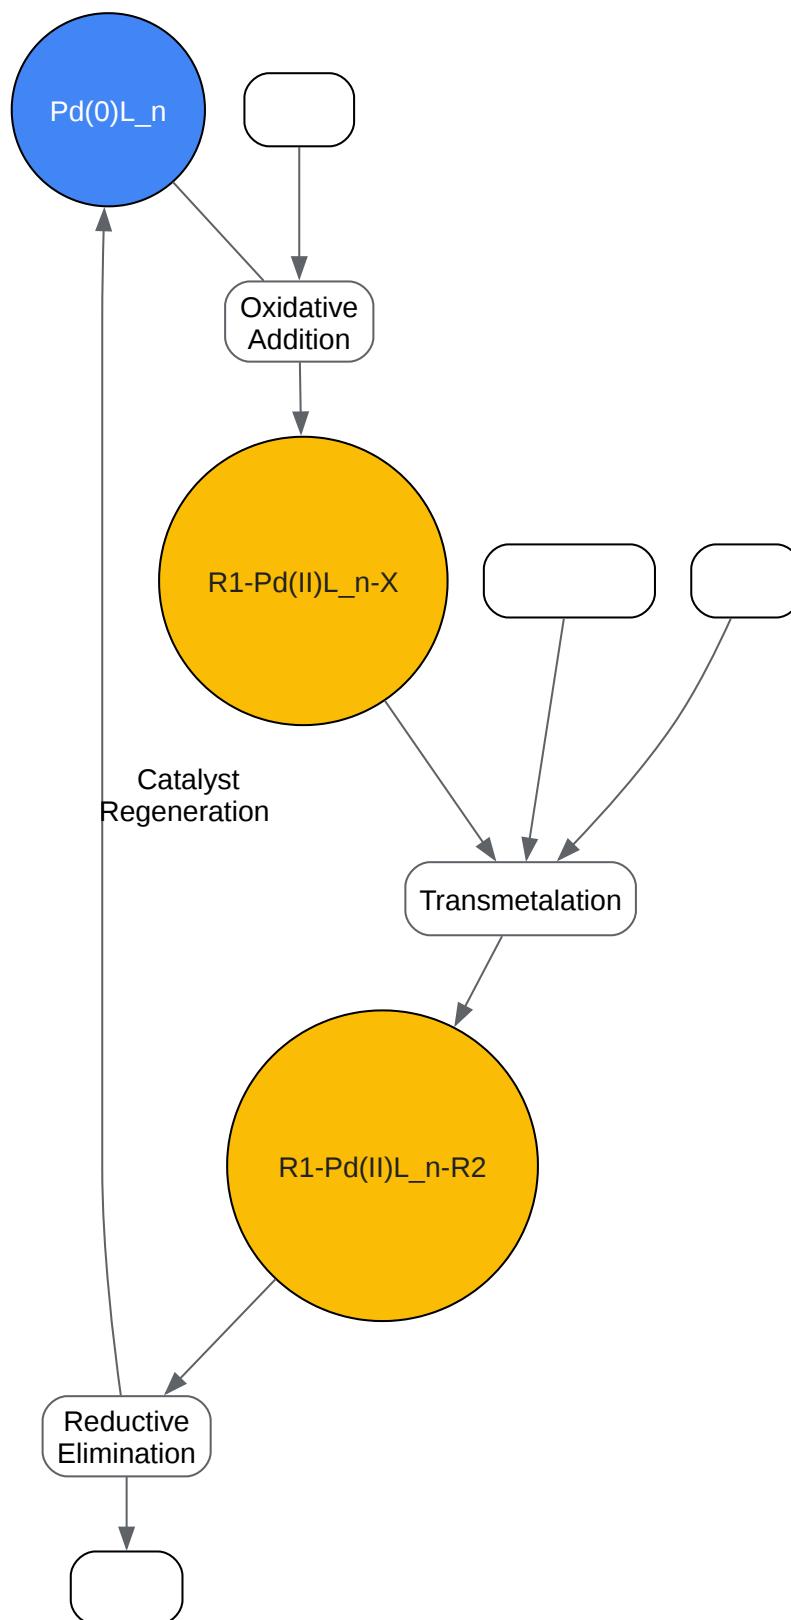 Pd(0)L_n
Oxidative
Addition
R1-Pd(II)L_n-X
Catalyst
Regeneration
Transmetalation
R1-Pd(II)L_n-R2
Reductive
Elimination